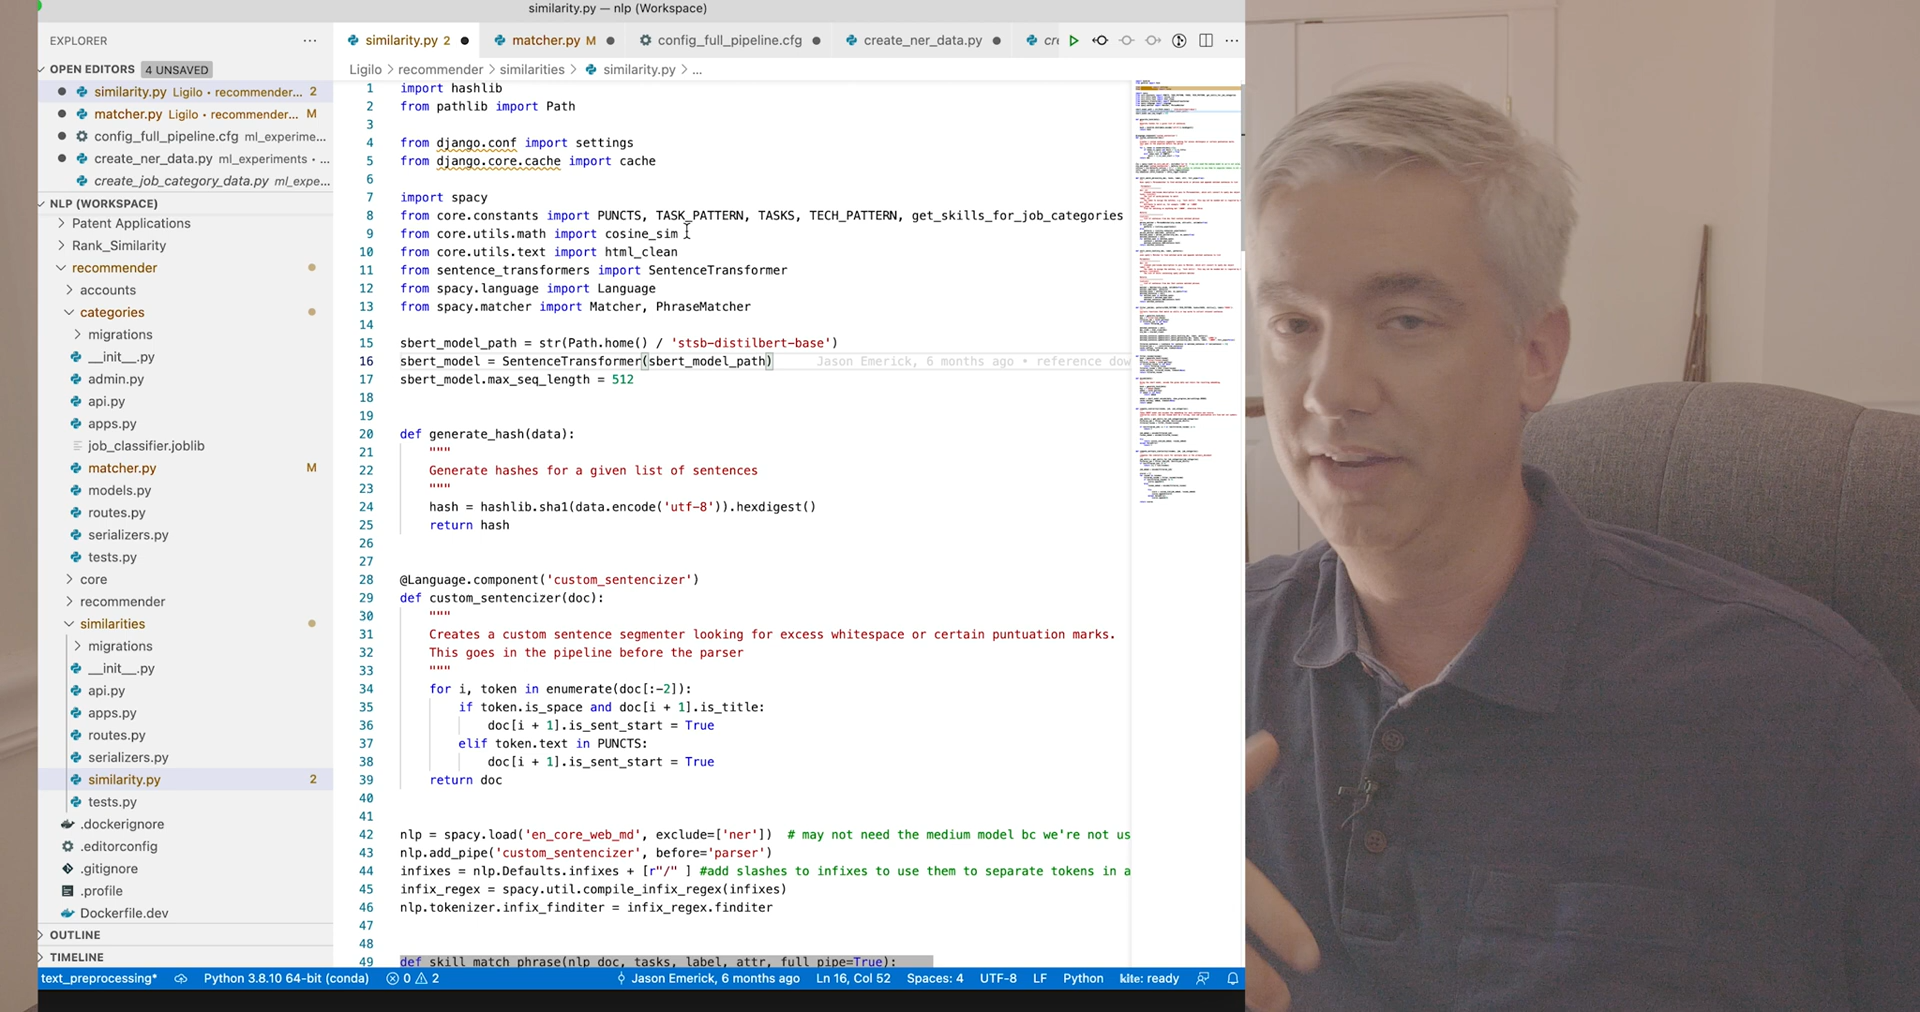 similarity.py — nlp (Workspace)
EXPLORER
similarity.py 2
matcher.py M
config_full_pipeline.cfg
create_ner_data.py
OPEN EDITORS 4 UNSAVED
Ligilo > recommender > similarities > similarity.py > ...
similarity.py Ligilo • recommender... 2
matcher.py Ligilo • recommender... M
config_full_pipeline.cfg ml_experime...
create_ner_data.py ml_experiments • ...
create_job_category_data.py ml_expe...
NLP (WORKSPACE)
Patent Applications
Rank_Similarity
recommender
accounts
categories
migrations
__init__.py
admin.py
api.py
apps.py
job_classifier.joblib
matcher.py M
models.py
routes.py
serializers.py
tests.py
core
recommender
similarities
migrations
__init__.py
api.py
apps.py
routes.py
serializers.py
similarity.py 2
tests.py
.dockerignore
.editorconfig
.gitignore
.profile
Dockerfile.dev
OUTLINE
TIMELINE
1 import hashlib
2 from pathlib import Path
3
4 from django.conf import settings
5 from django.core.cache import cache
6
7 import spacy
8 from core.constants import PUNCTS, TASK_PATTERN, TASKS, TECH_PATTERN, get_skills_for_job_categories
9 from core.utils.math import cosine_sim
10 from core.utils.text import html_clean
11 from sentence_transformers import SentenceTransformer
12 from spacy.language import Language
13 from spacy.matcher import Matcher, PhraseMatcher
14
15 sbert_model_path = str(Path.home() / 'stsb-distilbert-base')
16 sbert_model = SentenceTransformer(sbert_model_path) Jason Emerick, 6 months ago • reference dow
17 sbert_model.max_seq_length = 512
18
19
20 def generate_hash(data):
21 """
22 Generate hashes for a given list of sentences
23 """
24 hash = hashlib.sha1(data.encode('utf-8')).hexdigest()
25 return hash
26
27
28 @Language.component('custom_sentencizer')
29 def custom_sentencizer(doc):
30 """
31 Creates a custom sentence segmenter looking for excess whitespace or certain puntuation marks.
32 This goes in the pipeline before the parser
33 """
34 for i, token in enumerate(doc[:-2]):
35 if token.is_space and doc[i + 1].is_title:
36 doc[i + 1].is_sent_start = True
37 elif token.text in PUNCTS:
38 doc[i + 1].is_sent_start = True
39 return doc
40
41
42 nlp = spacy.load('en_core_web_md', exclude=['ner']) # may not need the medium model bc we're not us
43 nlp.add_pipe('custom_sentencizer', before='parser')
44 infixes = nlp.Defaults.infixes + [r"/" ] #add slashes to infixes to use them to separate tokens in a
45 infix_regex = spacy.util.compile_infix_regex(infixes)
46 nlp.tokenizer.infix_finditer = infix_regex.finditer
47
48
49 def skill_match_phrase(nlp_doc, tasks, label, attr, full_pipe=True):
text_preprocessing* Python 3.8.10 64-bit (conda) 0 2 Jason Emerick, 6 months ago Ln 16, Col 52 Spaces: 4 UTF-8 LF Python kite: ready